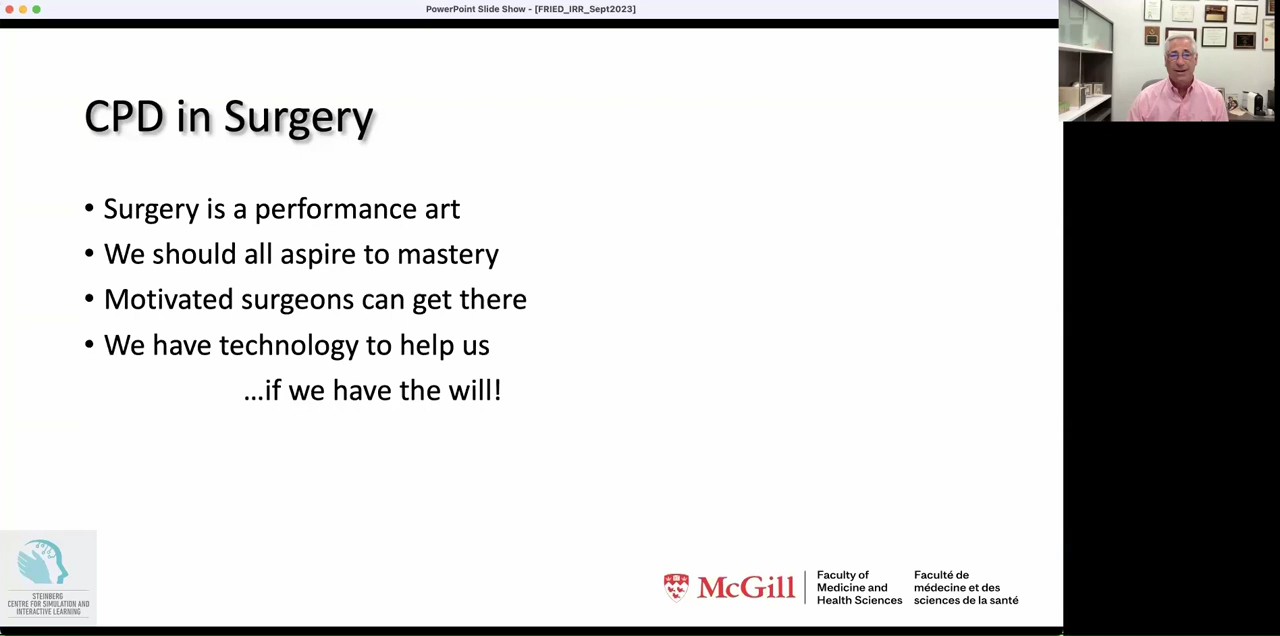 PowerPoint Slide Show - [FRIED_IRR_Sept2023]
CPD in Surgery
• Surgery is a performance art
• We should all aspire to mastery
• Motivated surgeons can get there
• We have technology to help us
...if we have the will!
STEINBERG
CENTRE FOR SIMULATION AND
INTERACTIVE LEARNING
McGill
Faculty of
Medicine and
Health Sciences
Faculté de
médecine et des
sciences de la santé